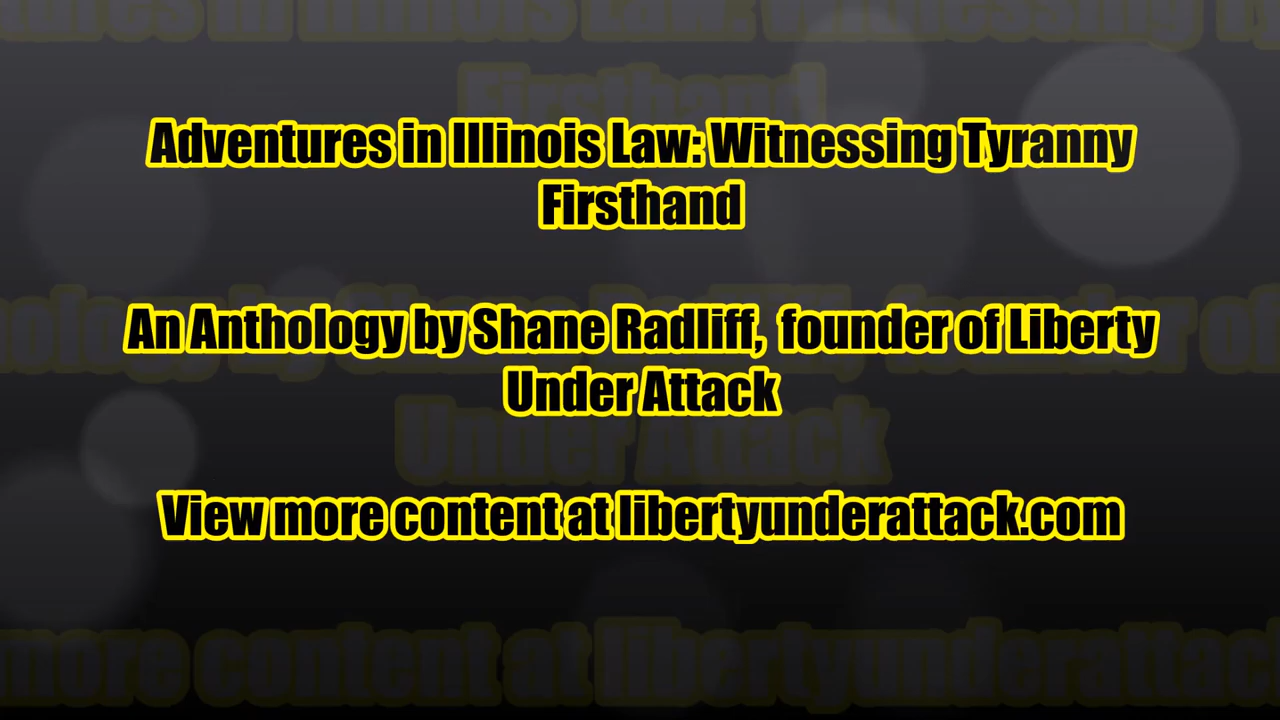 Adventures in Illinois Law: Witnessing Tyranny
Firsthand
An Anthology by Shane Radliff, founder of Liberty
Under Attack
View more content at libertyunderattack.com